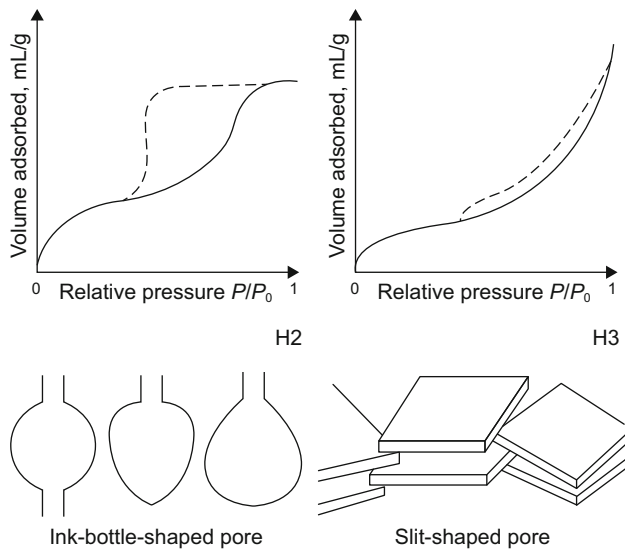 Volume adsorbed, mL/g
0
Relative pressure P/P0
1
H2
Volume adsorbed, mL/g
0
Relative pressure P/P0
1
H3
Ink-bottle-shaped pore
Slit-shaped pore